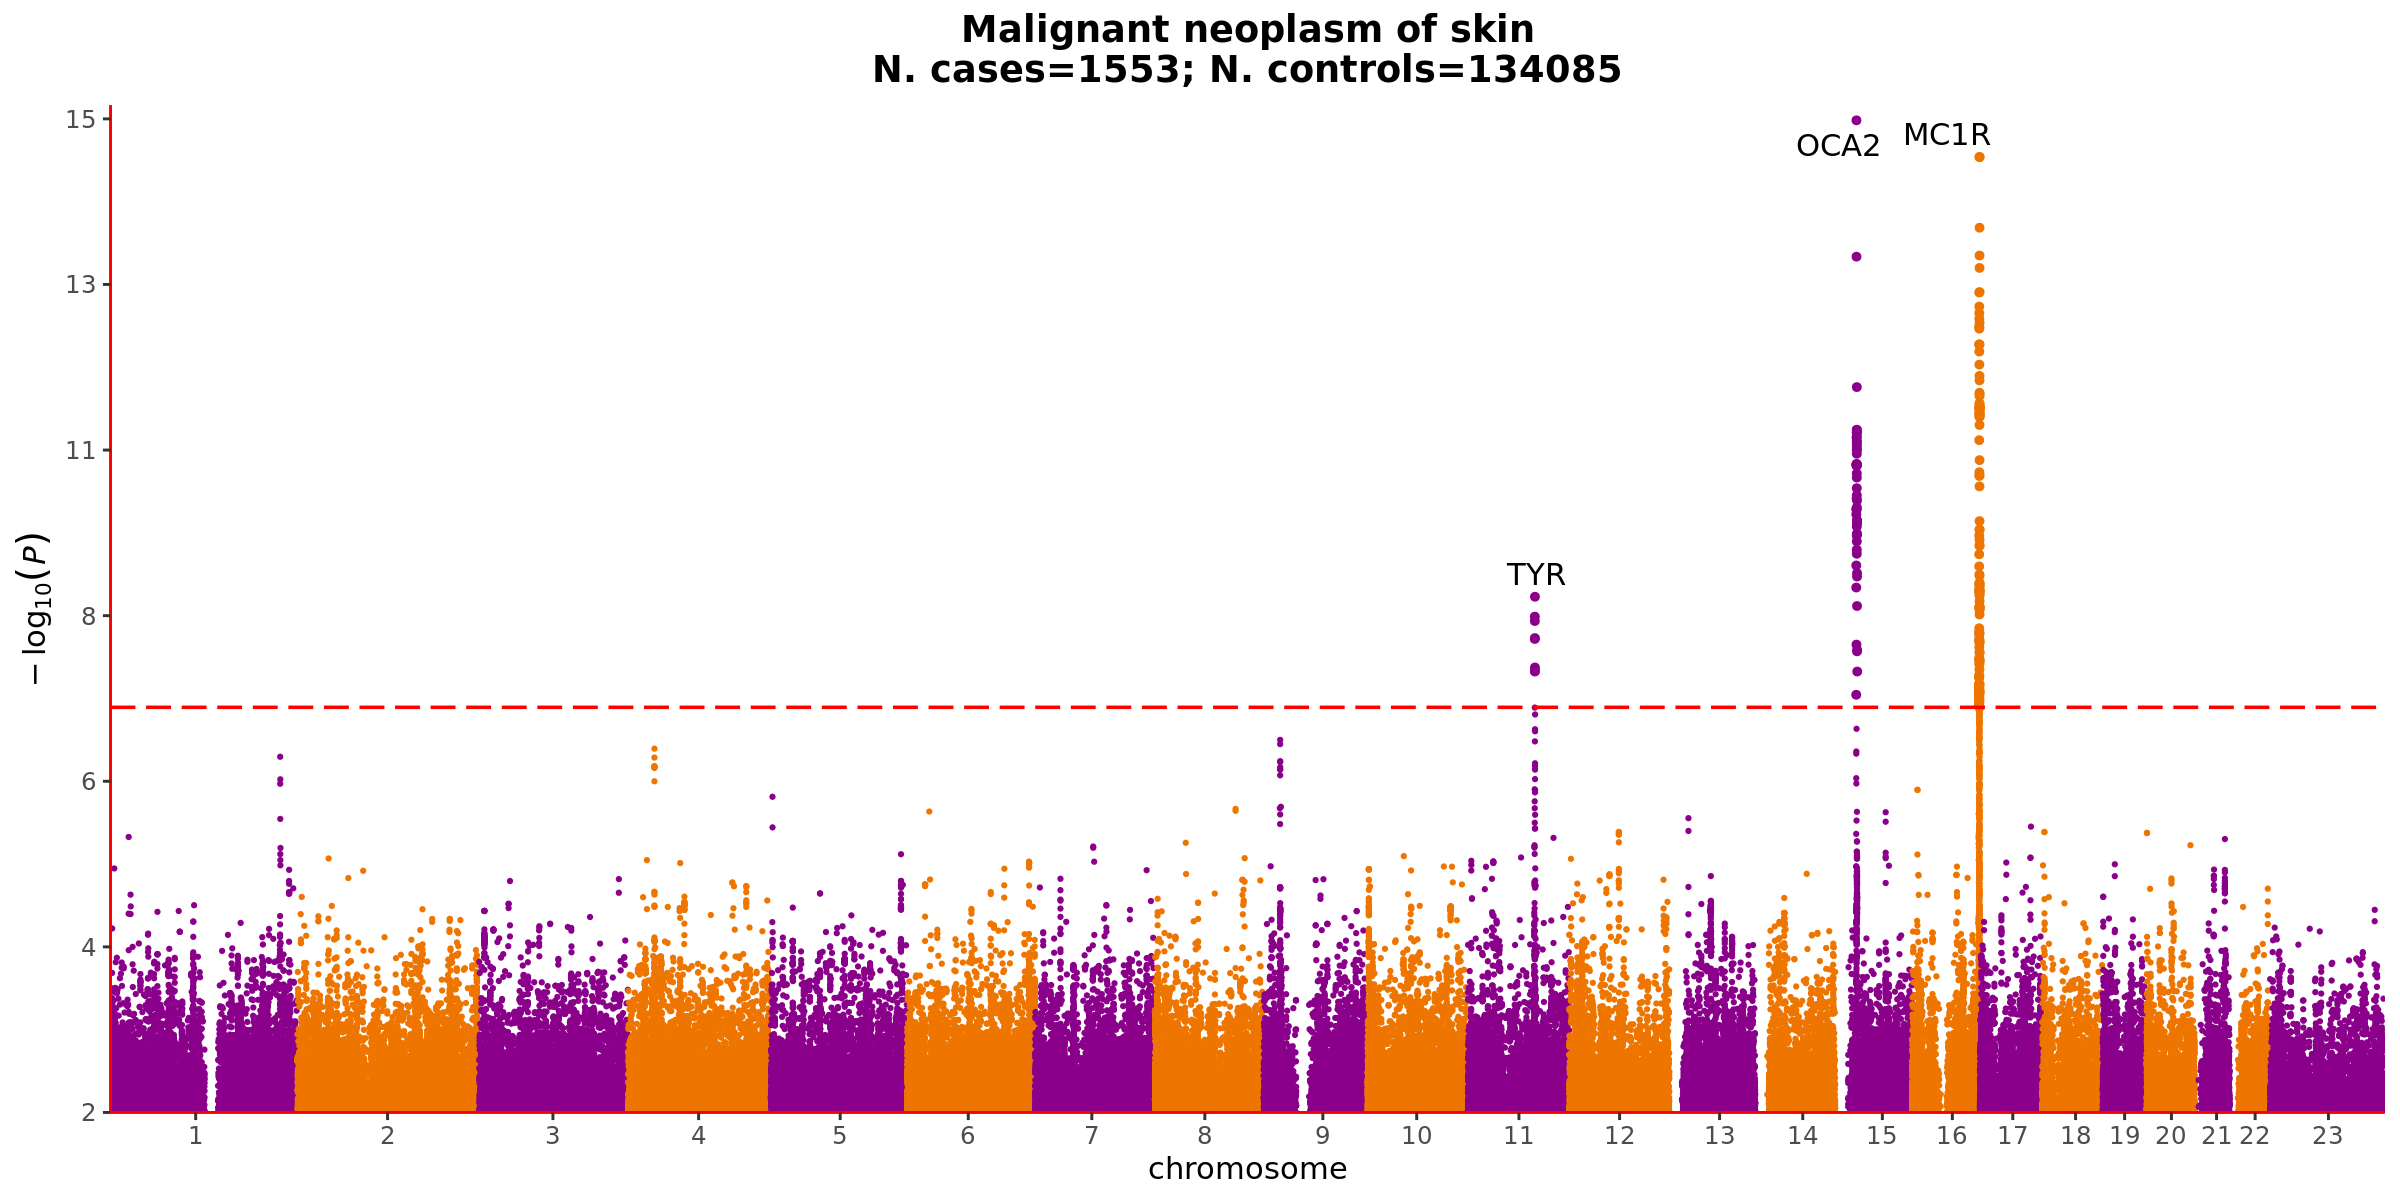 Malignant neoplasm of skin
N. cases=1553; N. controls=134085
15
13
11
8
6
4
2
− log10(P)
OCA2
MC1R
TYR
1 2 3 4 5 6 7 8 9 10 11 12 13 14 15 16 17 18 19 20 21 22 23
chromosome